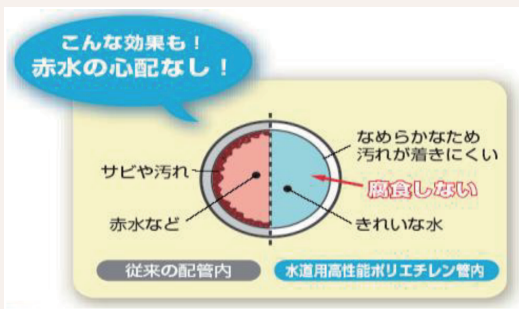 こんな効果も！
赤水の心配なし！
サビや汚れ
赤水など
なめらかなため
汚れが着きにくい
腐食しない
きれいな水
従来の配管内
水道用高性能ポリエチレン管内